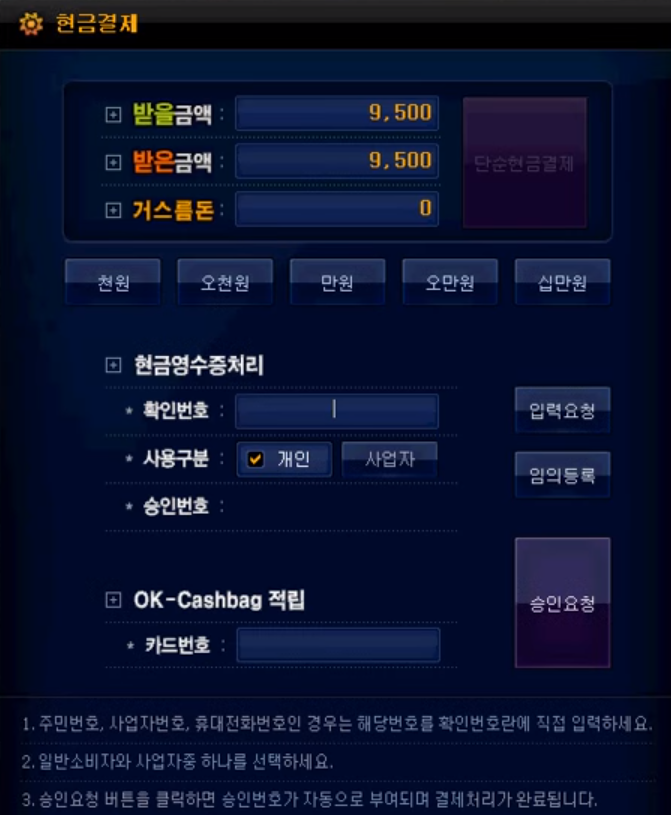 현금결제
받을금액 : 9,500
받은금액 : 9,500
단순현금결제
거스름돈 : 0
천원 오천원 만원 오만원 십만원
현금영수증처리
* 확인번호 : 입력요청
* 사용구분 : 개인 사업자
임의등록
* 승인번호 :
OK-Cashbag 적립
승인요청
* 카드번호 :
1. 주민번호, 사업자번호, 휴대전화번호인 경우는 해당번호를 확인번호란에 직접 입력하세요.
2. 일반소비자와 사업자중 하나를 선택하세요.
3. 승인요청 버튼을 클릭하면 승인번호가 자동으로 부여되며 결제처리가 완료됩니다.